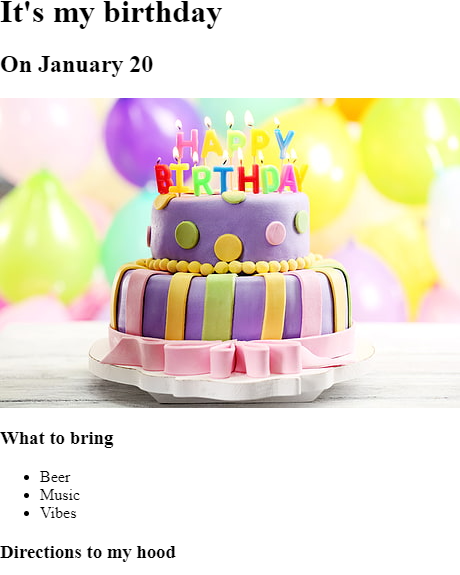 It's my birthday
On January 20
HAPPY
BIRTHDAY
What to bring
Beer
Music
Vibes
Directions to my hood